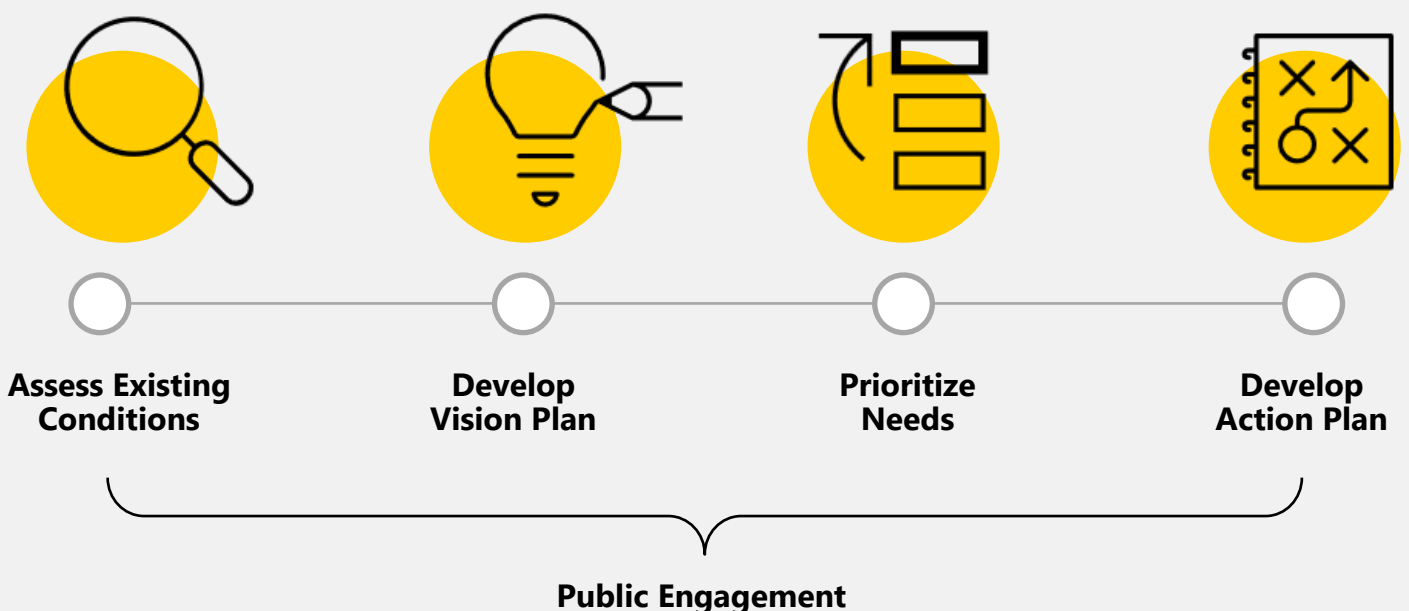 Assess Existing
Conditions
Develop
Vision Plan
Prioritize
Needs
Develop
Action Plan
Public Engagement